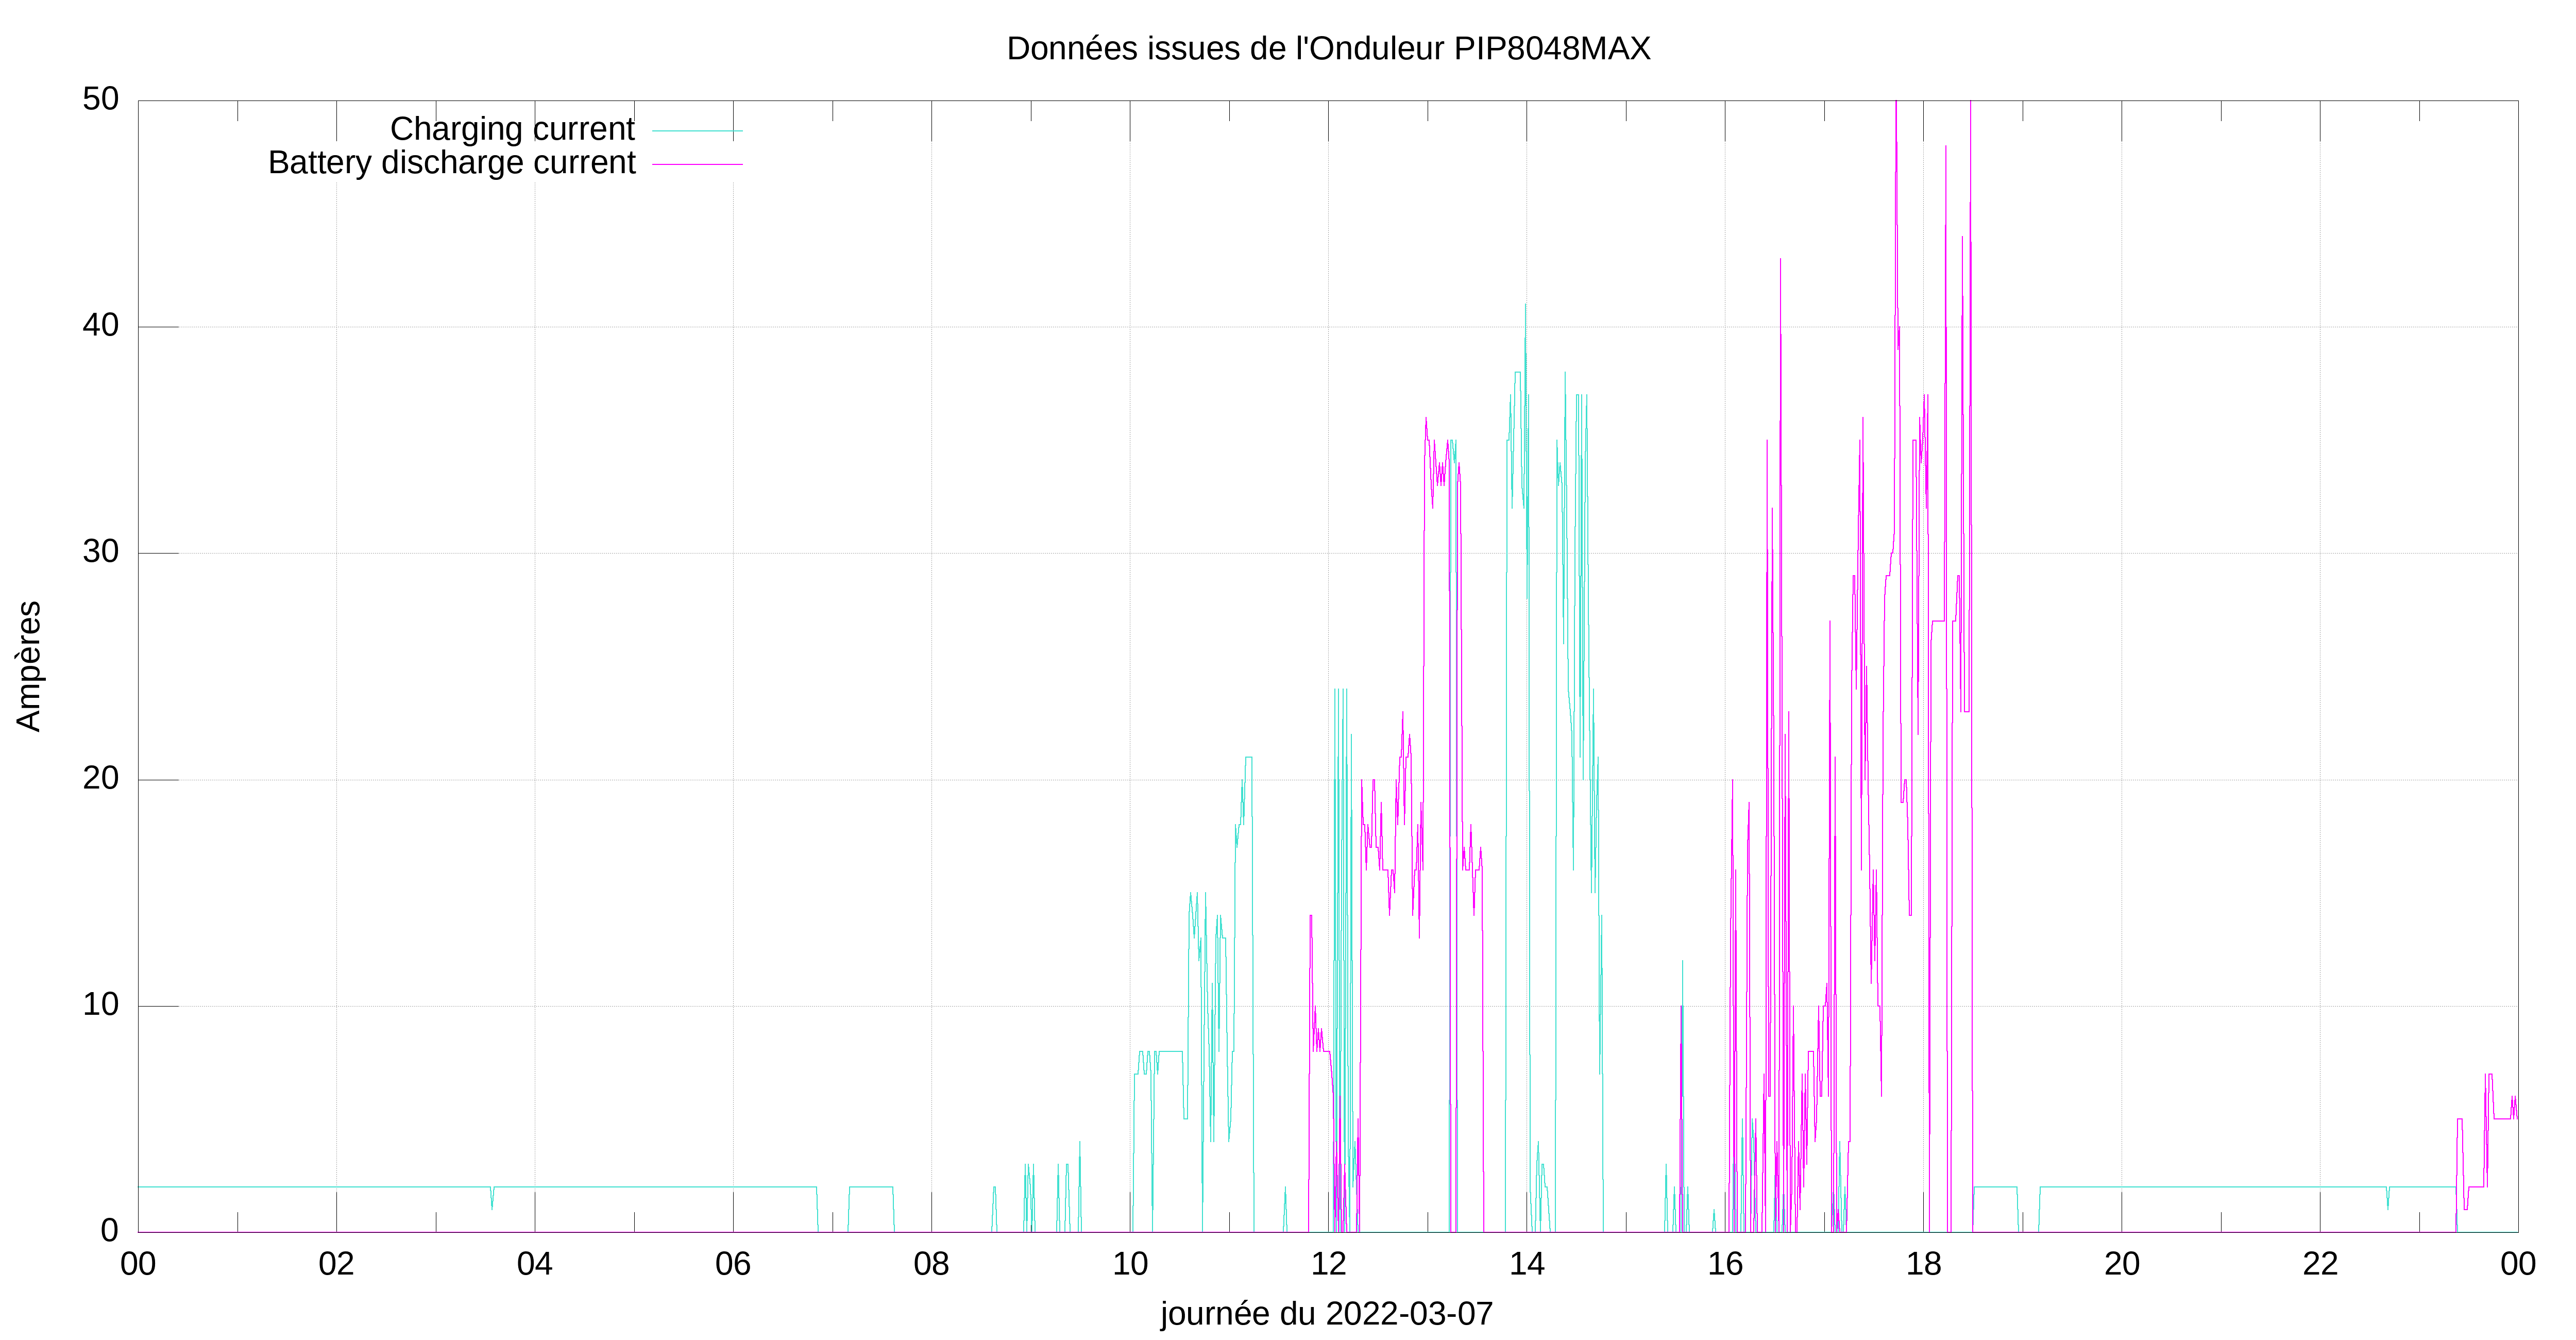 Données issues de l'Onduleur PIP8048MAX
50
Charging current
Battery discharge current
40
30
Ampères
20
10
0
00 02 04 06 08 10 12 14 16 18 20 22 00
journée du 2022-03-07